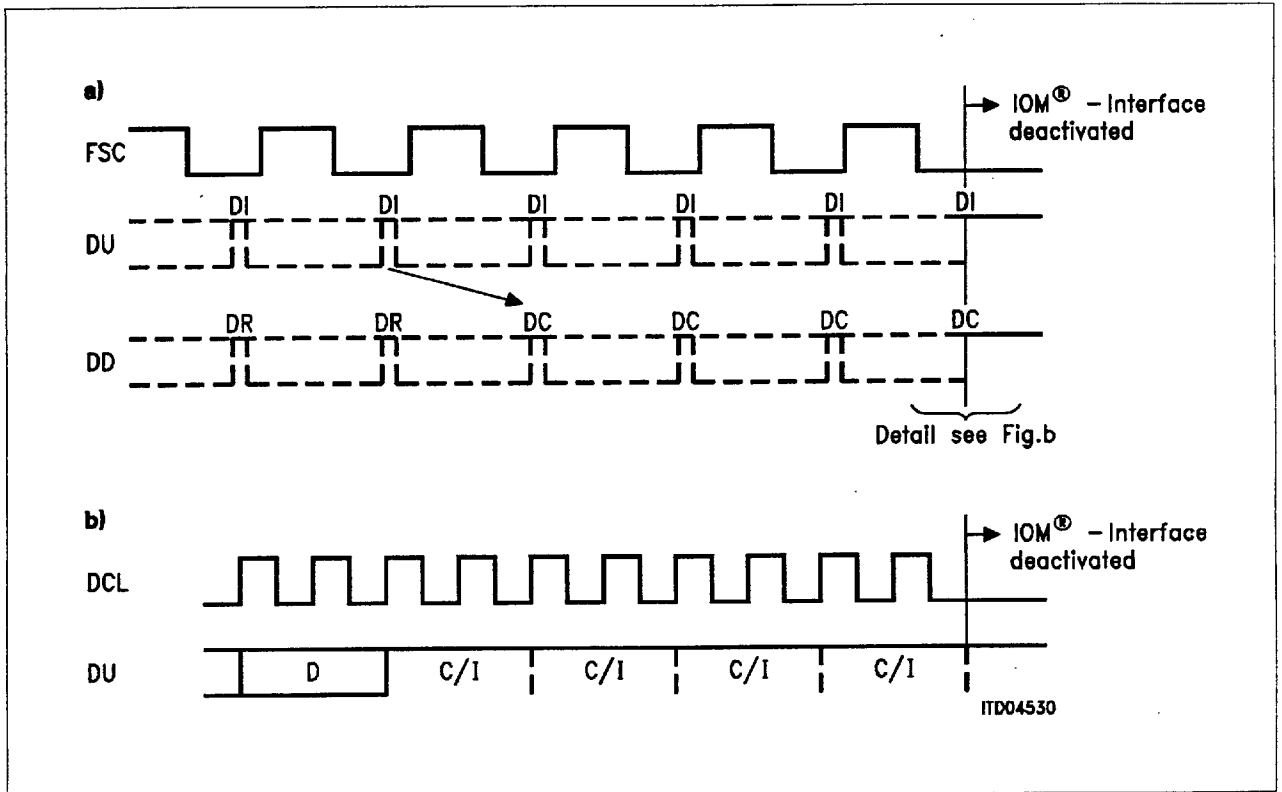 a)
IOM® – Interface
deactivated
FSC
DI DI DI DI DI DI
DU
DR DR DC DC DC DC
DD
Detail see Fig.b
b)
IOM® – Interface
deactivated
DCL
DU D C/I C/I C/I C/I
ITD04530